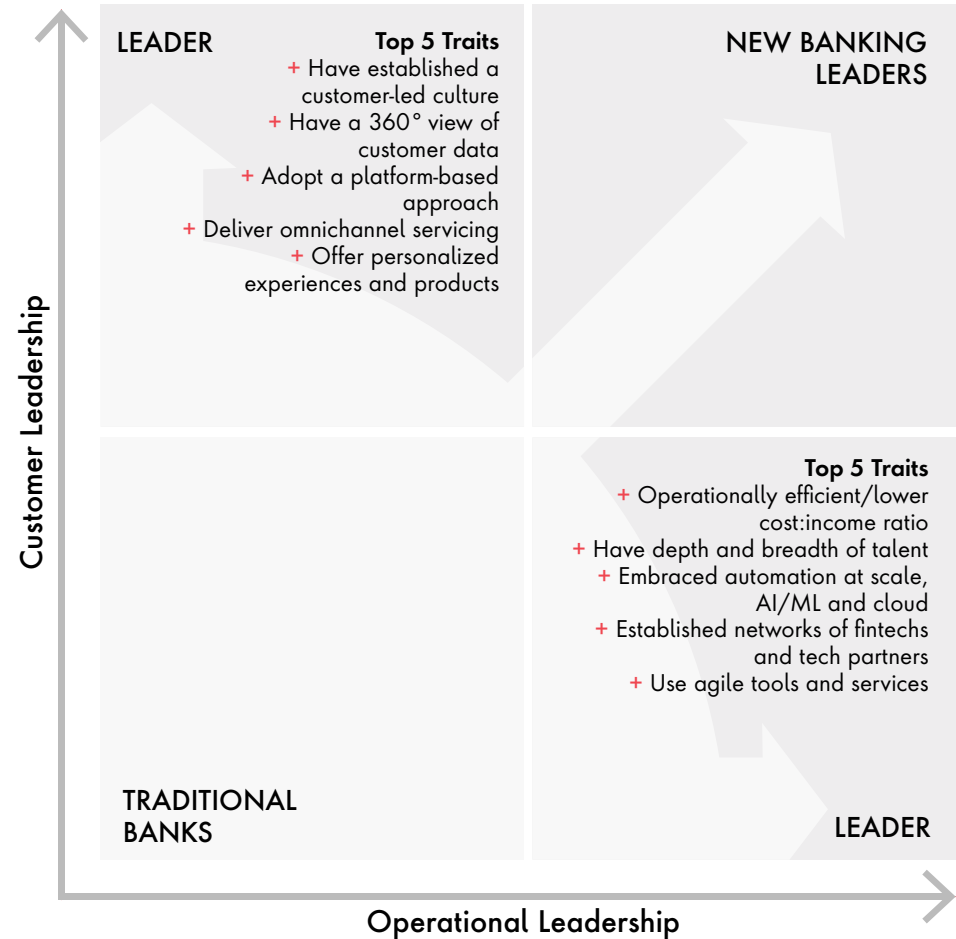 LEADER
Top 5 Traits
+ Have established a
customer-led culture
+ Have a 360° view of
customer data
+ Adopt a platform-based
approach
+ Deliver omnichannel servicing
+ Offer personalized
experiences and products
NEW BANKING
LEADERS
Customer Leadership
TRADITIONAL
BANKS
Top 5 Traits
+ Operationally efficient/lower
cost:income ratio
+ Have depth and breadth of talent
+ Embraced automation at scale,
AI/ML and cloud
+ Established networks of fintechs
and tech partners
+ Use agile tools and services
LEADER
Operational Leadership